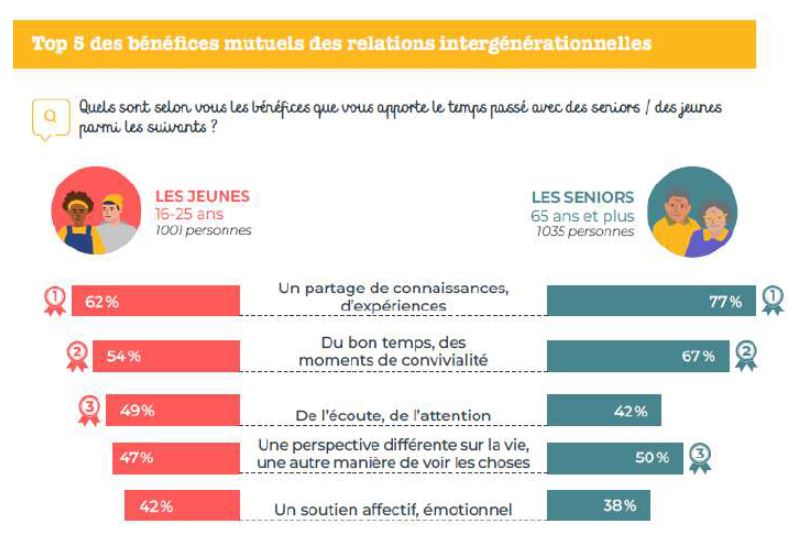 Top 5 des bénéfices mutuels des relations intergénérationnelles
Q
Quels sont selon vous les bénéfices que vous apporte le temps passé avec des seniors / des jeunes
parmi les suivants ?
LES JEUNES
16-25 ans
1001 personnes
LES SENIORS
65 ans et plus
1035 personnes
1
62%
Un partage de connaissances,
d'expériences
77%
1
2
54%
Du bon temps, des
moments de convivialité
67%
2
3
49%
De l'écoute, de l'attention
42%
47%
Une perspective différente sur la vie,
une autre manière de voir les choses
50%
3
42%
Un soutien affectif, émotionnel
38%